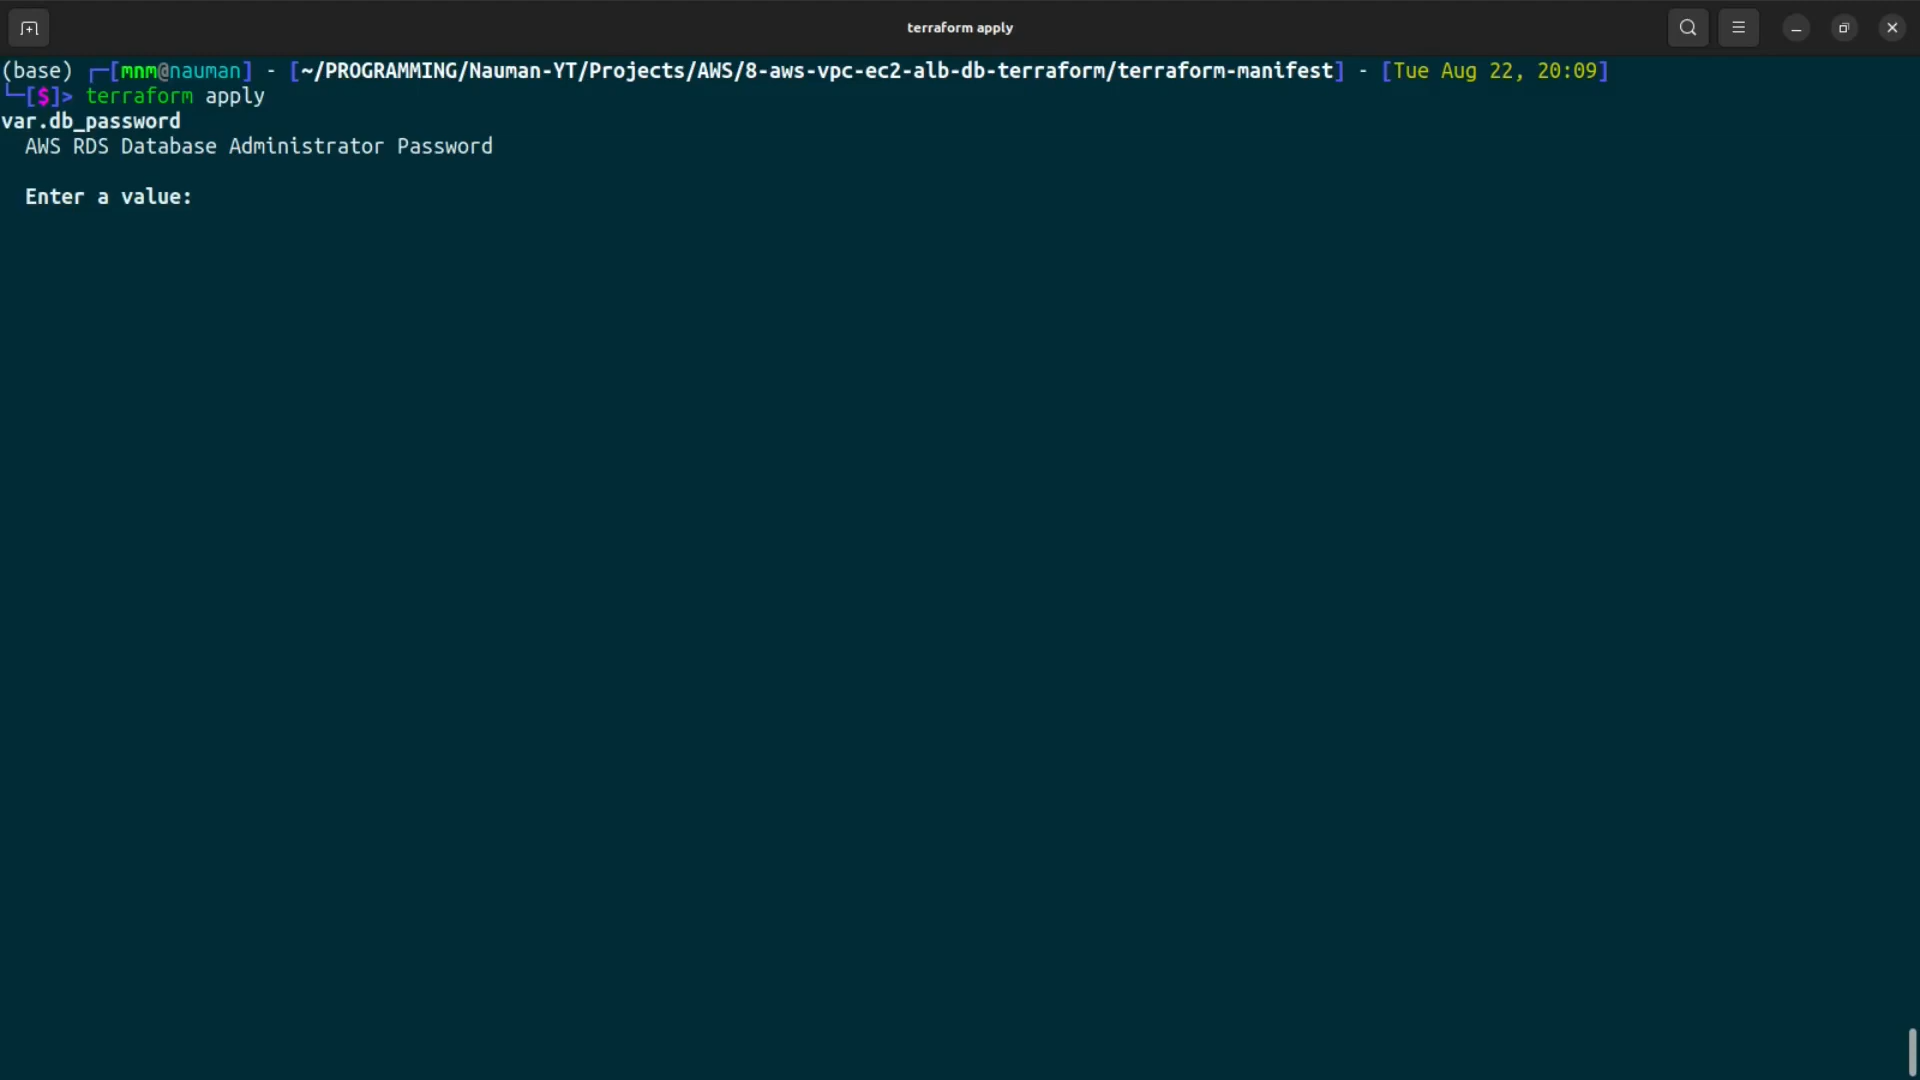 terraform apply
(base) ┌─[mnm@nauman] - [~/PROGRAMMING/Nauman-YT/Projects/AWS/8-aws-vpc-ec2-alb-db-terraform/terraform-manifest] - [Tue Aug 22, 20:09]
└─[$]> terraform apply
var.db_password
  AWS RDS Database Administrator Password
  Enter a value: